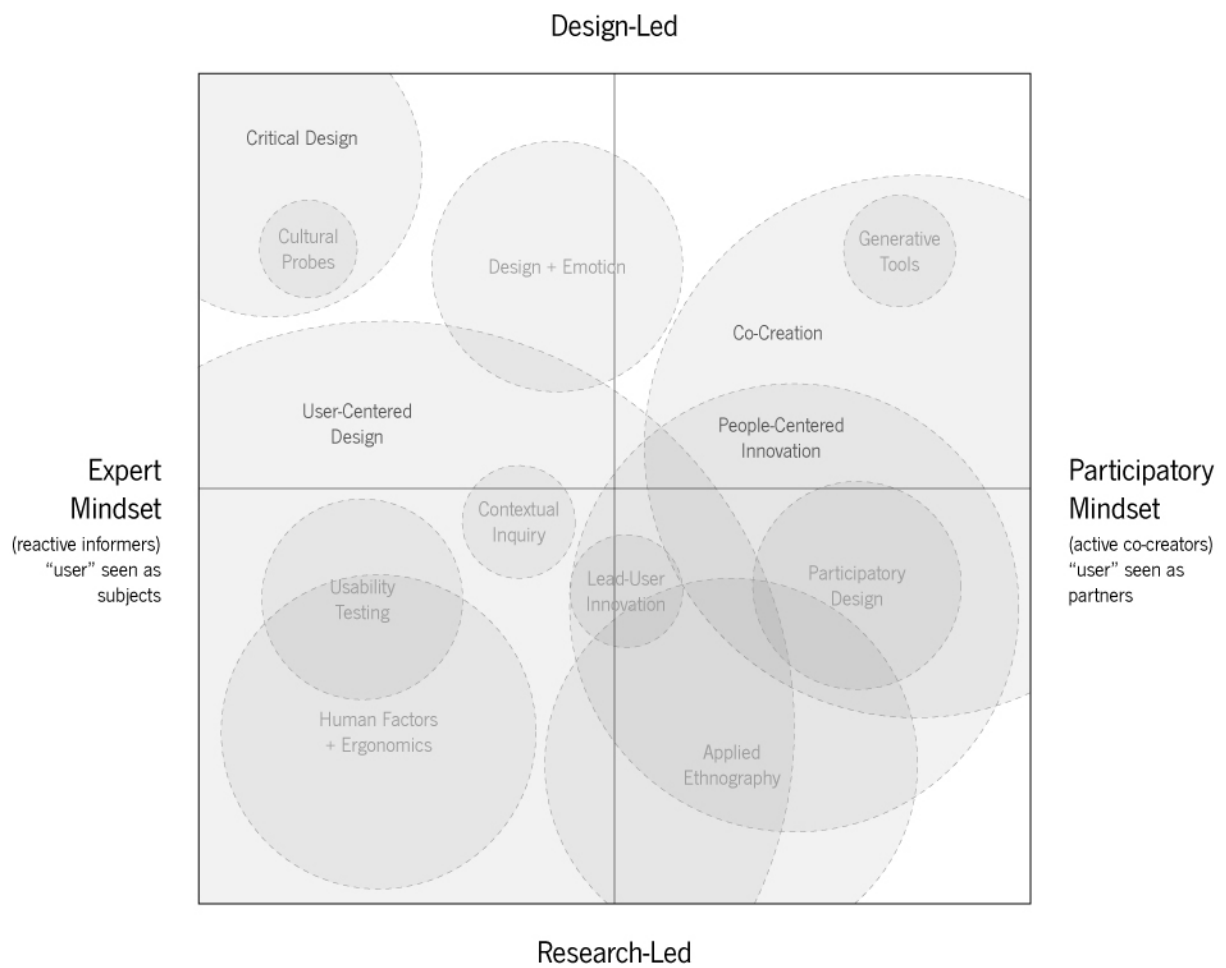 Design-Led
Critical Design
Cultural
Probes
Design + Emotion
Generative
Tools
Co-Creation
User-Centered
Design
People-Centered
Innovation
Expert
Mindset
(reactive informers)
“user” seen as
subjects
Participatory
Mindset
(active co-creators)
“user” seen as
partners
Contextual
Inquiry
Usability
Testing
Lead-User
Innovation
Participatory
Design
Human Factors
+ Ergonomics
Applied
Ethnography
Research-Led